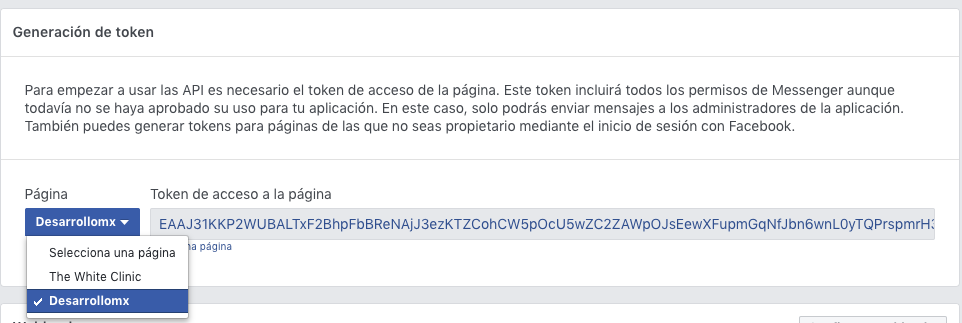 Generación de token
Para empezar a usar las API es necesario el token de acceso de la página. Este token incluirá todos los permisos de Messenger aunque
todavía no se haya aprobado su uso para tu aplicación. En este caso, solo podrás enviar mensajes a los administradores de la aplicación.
También puedes generar tokens para páginas de las que no seas propietario mediante el inicio de sesión con Facebook.
Página Token de acceso a la página
Desarrollomx EAAJ31KKP2WUBALTxF2BhpFbBReNAjJ3ezKTZCohCW5pOcU5wZC2ZAWpOJsEewXFupmGqNfJbn6wnL0yTQPrspmrH3
na página
Selecciona una página
The White Clinic
✓ Desarrollomx